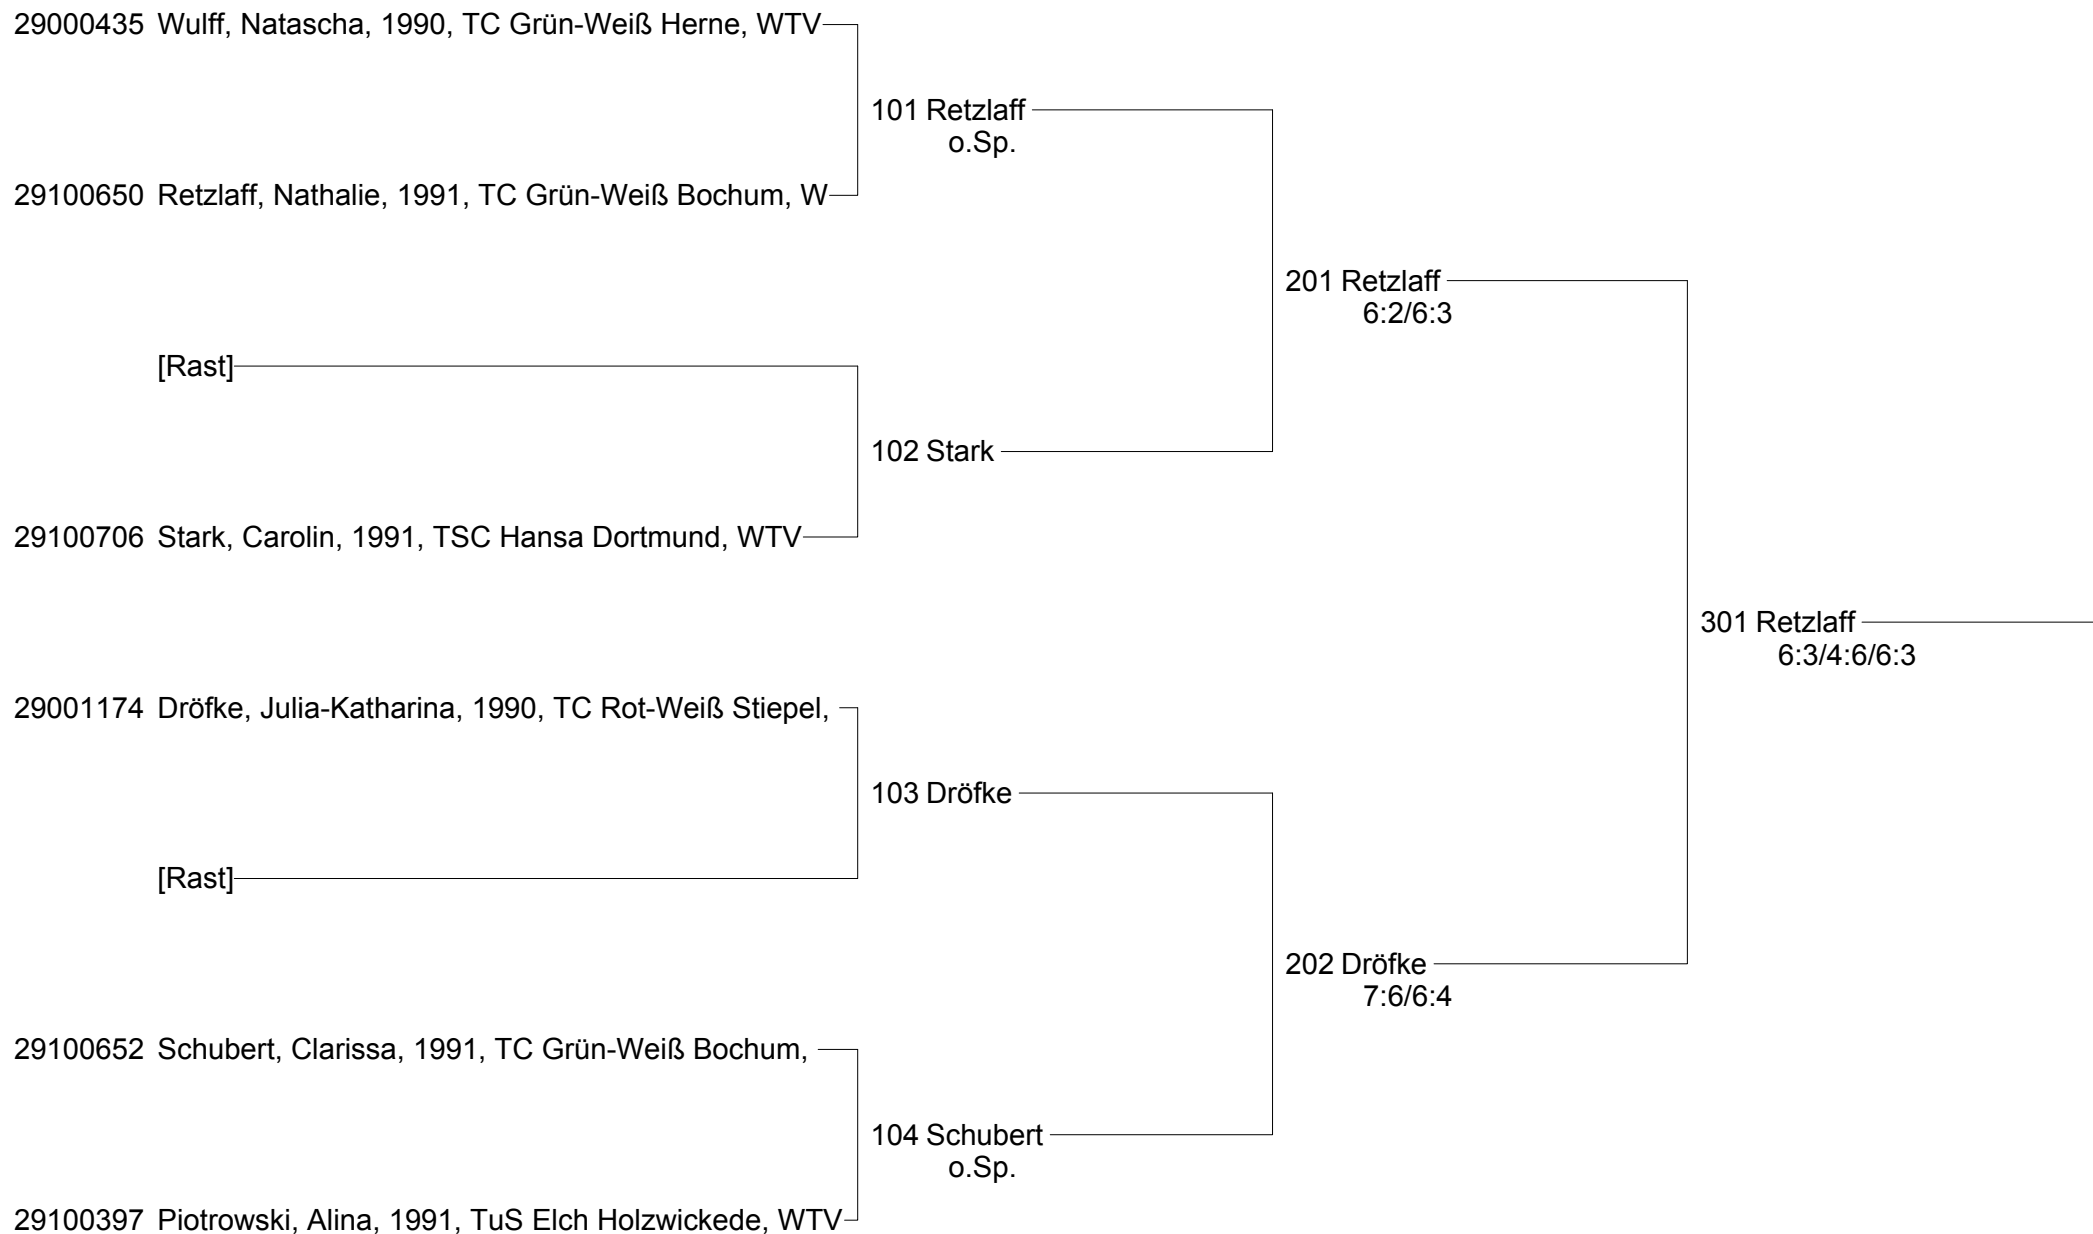 29000435 Wulff, Natascha, 1990, TC Grün-Weiß Herne, WTV
101 Retzlaff
o.Sp.
29100650 Retzlaff, Nathalie, 1991, TC Grün-Weiß Bochum, W
201 Retzlaff
6:2/6:3
[Rast]
102 Stark
29100706 Stark, Carolin, 1991, TSC Hansa Dortmund, WTV
301 Retzlaff
6:3/4:6/6:3
29001174 Dröfke, Julia-Katharina, 1990, TC Rot-Weiß Stiepel,
103 Dröfke
[Rast]
202 Dröfke
7:6/6:4
29100652 Schubert, Clarissa, 1991, TC Grün-Weiß Bochum,
104 Schubert
o.Sp.
29100397 Piotrowski, Alina, 1991, TuS Elch Holzwickede, WTV